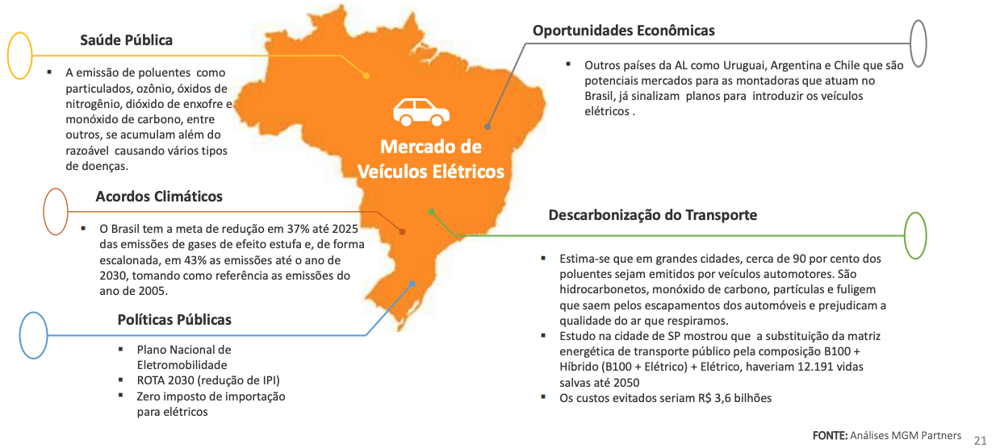 Saúde Pública
▪ A emissão de poluentes como
particulados, ozônio, óxidos de
nitrogênio, dióxido de enxofre e
monóxido de carbono, entre
outros, se acumulam além do
razoável causando vários tipos
de doenças.
Acordos Climáticos
▪ O Brasil tem a meta de redução em 37% até 2025
das emissões de gases de efeito estufa e, de forma
escalonada, em 43% as emissões até o ano de
2030, tomando como referência as emissões do
ano de 2005.
Políticas Públicas
▪ Plano Nacional de
Eletromobilidade
▪ ROTA 2030 (redução de IPI)
▪ Zero imposto de importação
para elétricos
Mercado de
Veículos Elétricos
Oportunidades Econômicas
▪ Outros países da AL como Uruguai, Argentina e Chile que são
potenciais mercados para as montadoras que atuam no
Brasil, já sinalizam planos para introduzir os veículos
elétricos .
Descarbonização do Transporte
▪ Estima-se que em grandes cidades, cerca de 90 por cento dos
poluentes sejam emitidos por veículos automotores. São
hidrocarbonetos, monóxido de carbono, partículas e fuligem
que saem pelos escapamentos dos automóveis e prejudicam a
qualidade do ar que respiramos.
▪ Estudo na cidade de SP mostrou que a substituição da matriz
energética de transporte público pela composição B100 +
Híbrido (B100 + Elétrico) + Elétrico, haveriam 12.191 vidas
salvas até 2050
▪ Os custos evitados seriam R$ 3,6 bilhões
FONTE: Análises MGM Partners
21